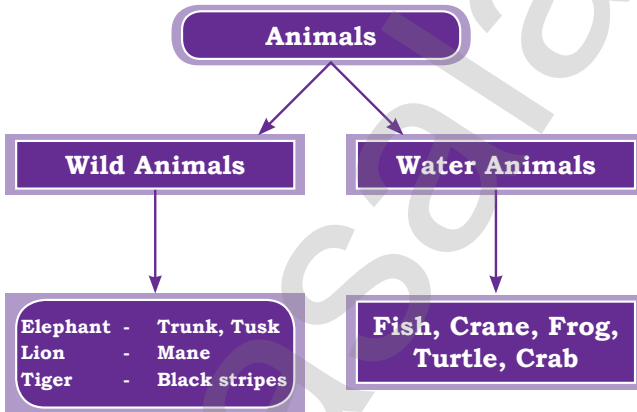 Animals
Wild Animals
Water Animals
Elephant - Trunk, Tusk
Lion - Mane
Tiger - Black stripes
Fish, Crane, Frog,
Turtle, Crab